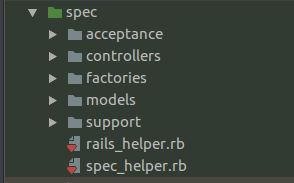 spec
acceptance
controllers
factories
models
support
rails_helper.rb
spec_helper.rb